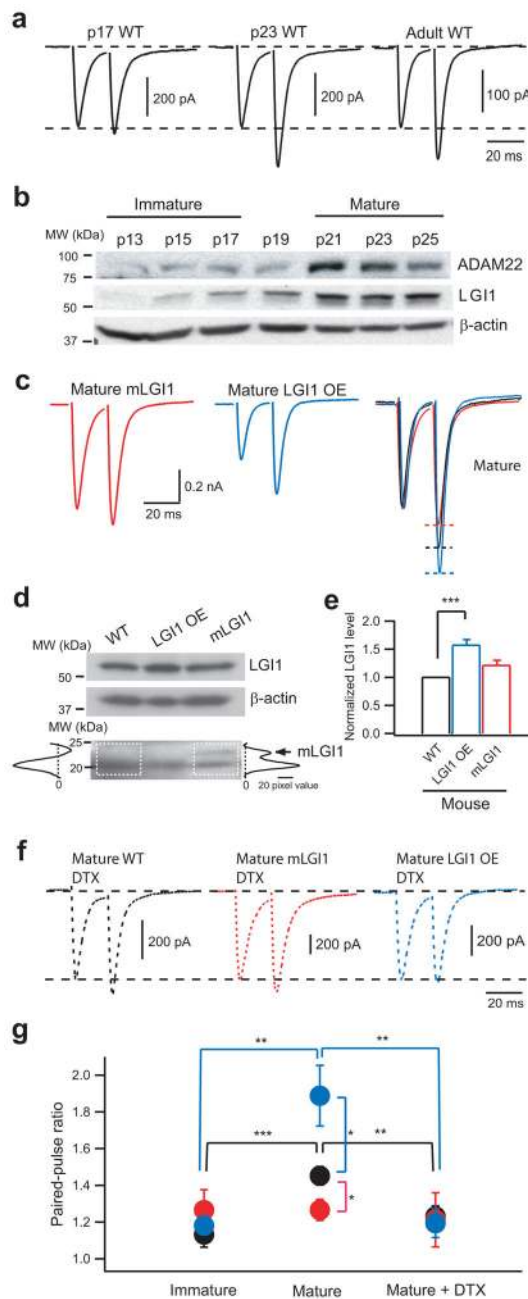 a
p17 WT p23 WT Adult WT
200 pA 200 pA 100 pA
20 ms
b
Immature Mature
MW (kDa) p13 p15 p17 p19 p21 p23 p25
100
75
ADAM22
50
LGI1
37
β-actin
c
Mature mLGI1 Mature LGI1 OE
Mature
0.2 nA
20 ms
d
WT LGI1 OE mLGI1
MW (kDa)
50
LGI1
37
β-actin
MW (kDa)
25
20
mLGI1
0 0 20 pixel value
e
***
Normalized LGI1 level
2.0
1.5
1.0
0.5
0.0
WT LGI1 OE mLGI1
Mouse
f
Mature WT Mature mLGI1 Mature LGI1 OE
DTX DTX DTX
200 pA 200 pA 200 pA
20 ms
g
** **
*** * **
*
Paired-pulse ratio
2.0
1.8
1.6
1.4
1.2
1.0
Immature Mature Mature + DTX